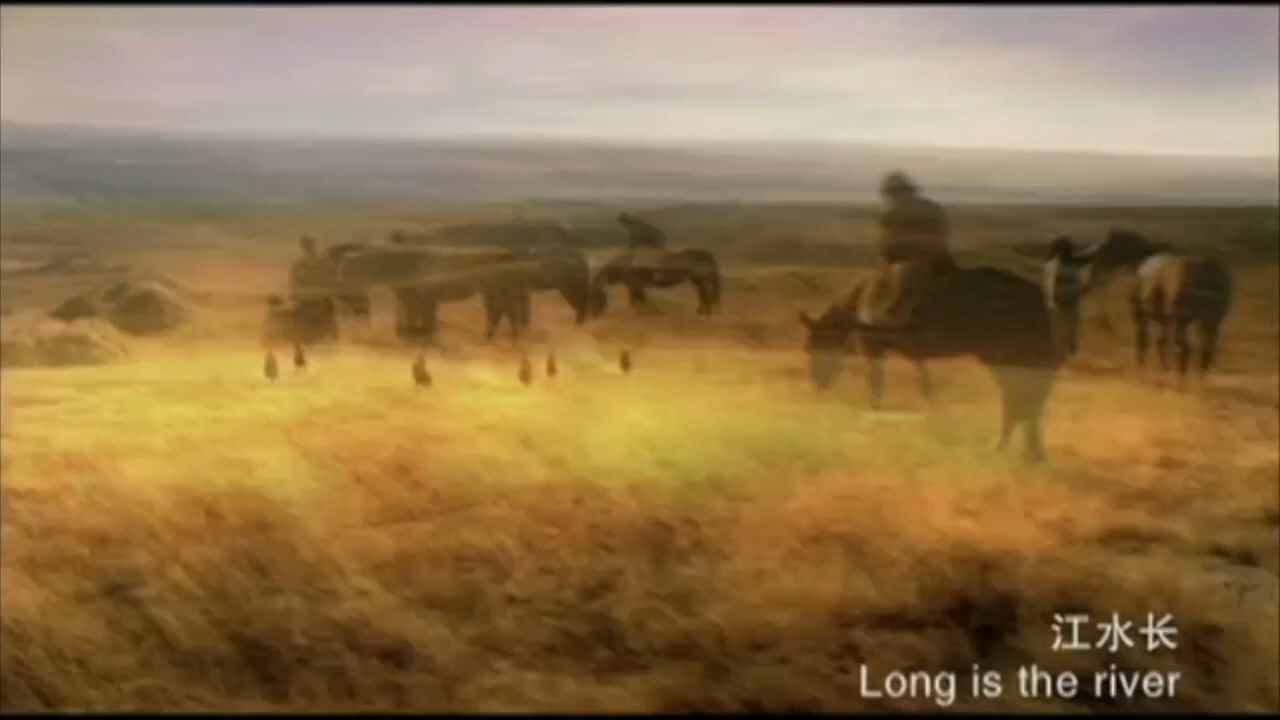 江水长
Long is the river